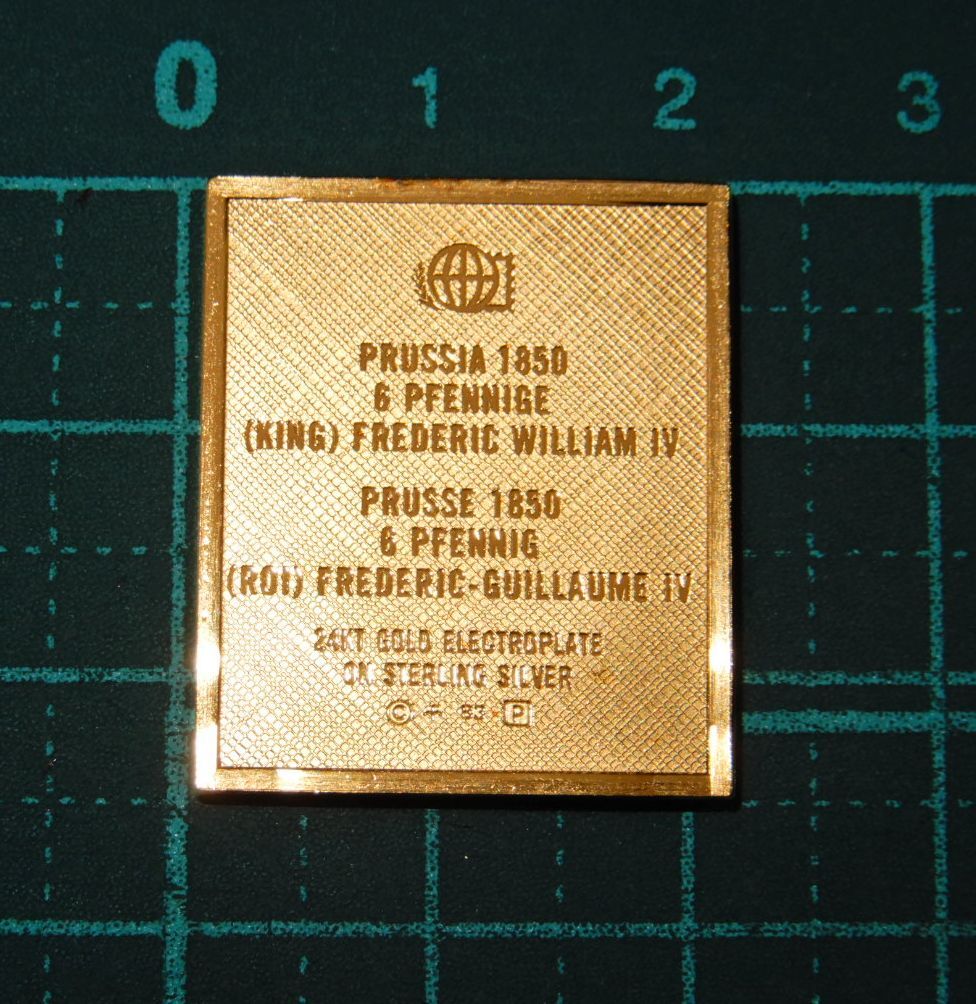 0 1 2 3
PRUSSIA 1850
6 PFENNIGE
(KING) FREDERIC WILLIAM IV
PRUSSE 1850
6 PFENNIG
(ROI) FREDERIC-GUILLAUME IV
24KT GOLD ELECTROPLATE
ON STERLING SILVER
© — 83 P